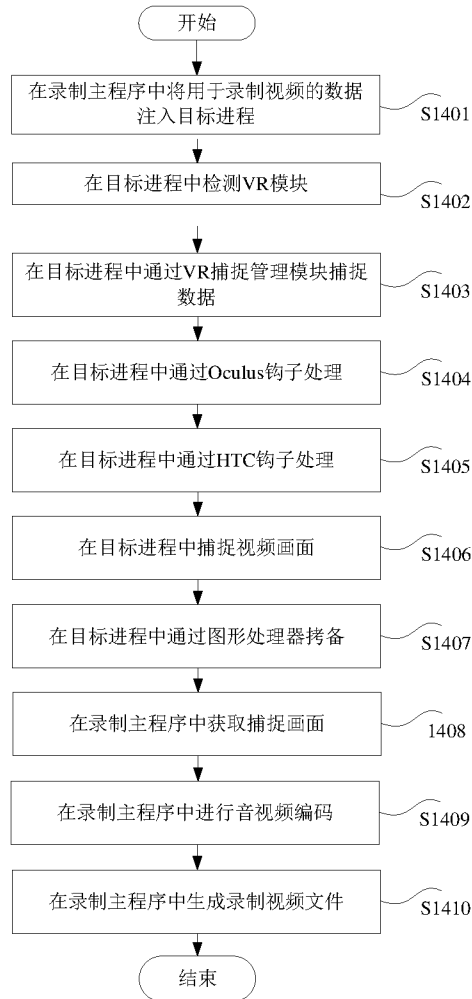 开始
在录制主程序中将用于录制视频的数据
注入目标进程
S1401
在目标进程中检测VR模块
S1402
在目标进程中通过VR捕捉管理模块捕捉
数据
S1403
在目标进程中通过Oculus钩子处理
S1404
在目标进程中通过HTC钩子处理
S1405
在目标进程中捕捉视频画面
S1406
在目标进程中通过图形处理器拷备
S1407
在录制主程序中获取捕捉画面
1408
在录制主程序中进行音视频编码
S1409
在录制主程序中生成录制视频文件
S1410
结束